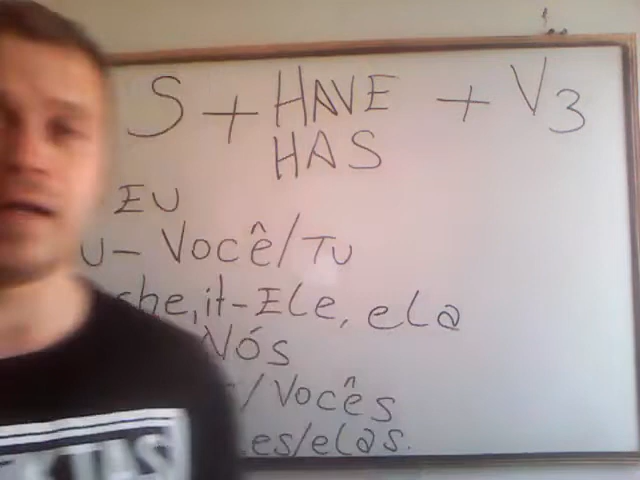 S + HAVE + V3
HAS
EU
U - Você/Tu
she, it - Ele, ela
Nós
/Vocês
es/elas.